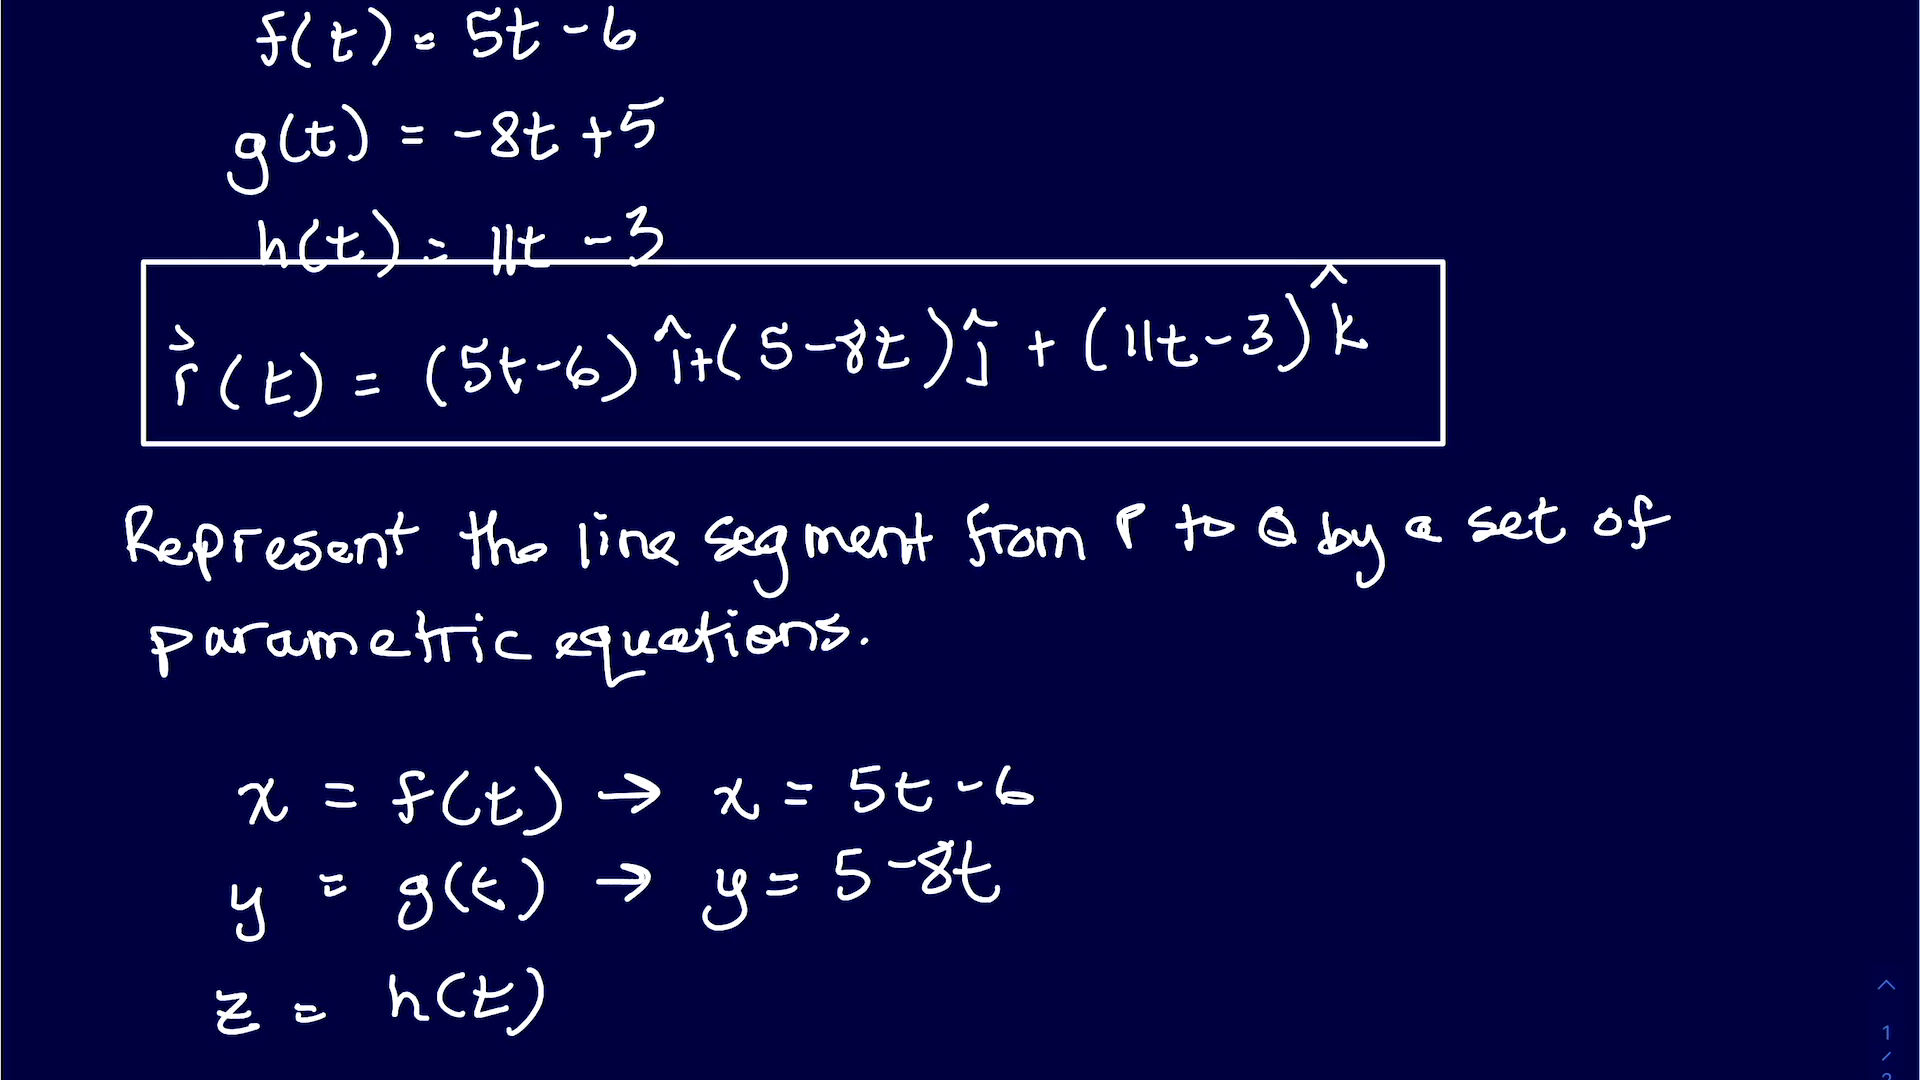 f(t) = 5t - 6
g(t) = -8t + 5
h(t) = 11t - 3
r⃗(t) = (5t-6) î + (5-8t) ĵ + (11t-3) k̂
Represent the line segment from P to Q by a set of
parametric equations.
x = f(t) → x = 5t - 6
y = g(t) → y = 5 - 8t
z = h(t)
1
/